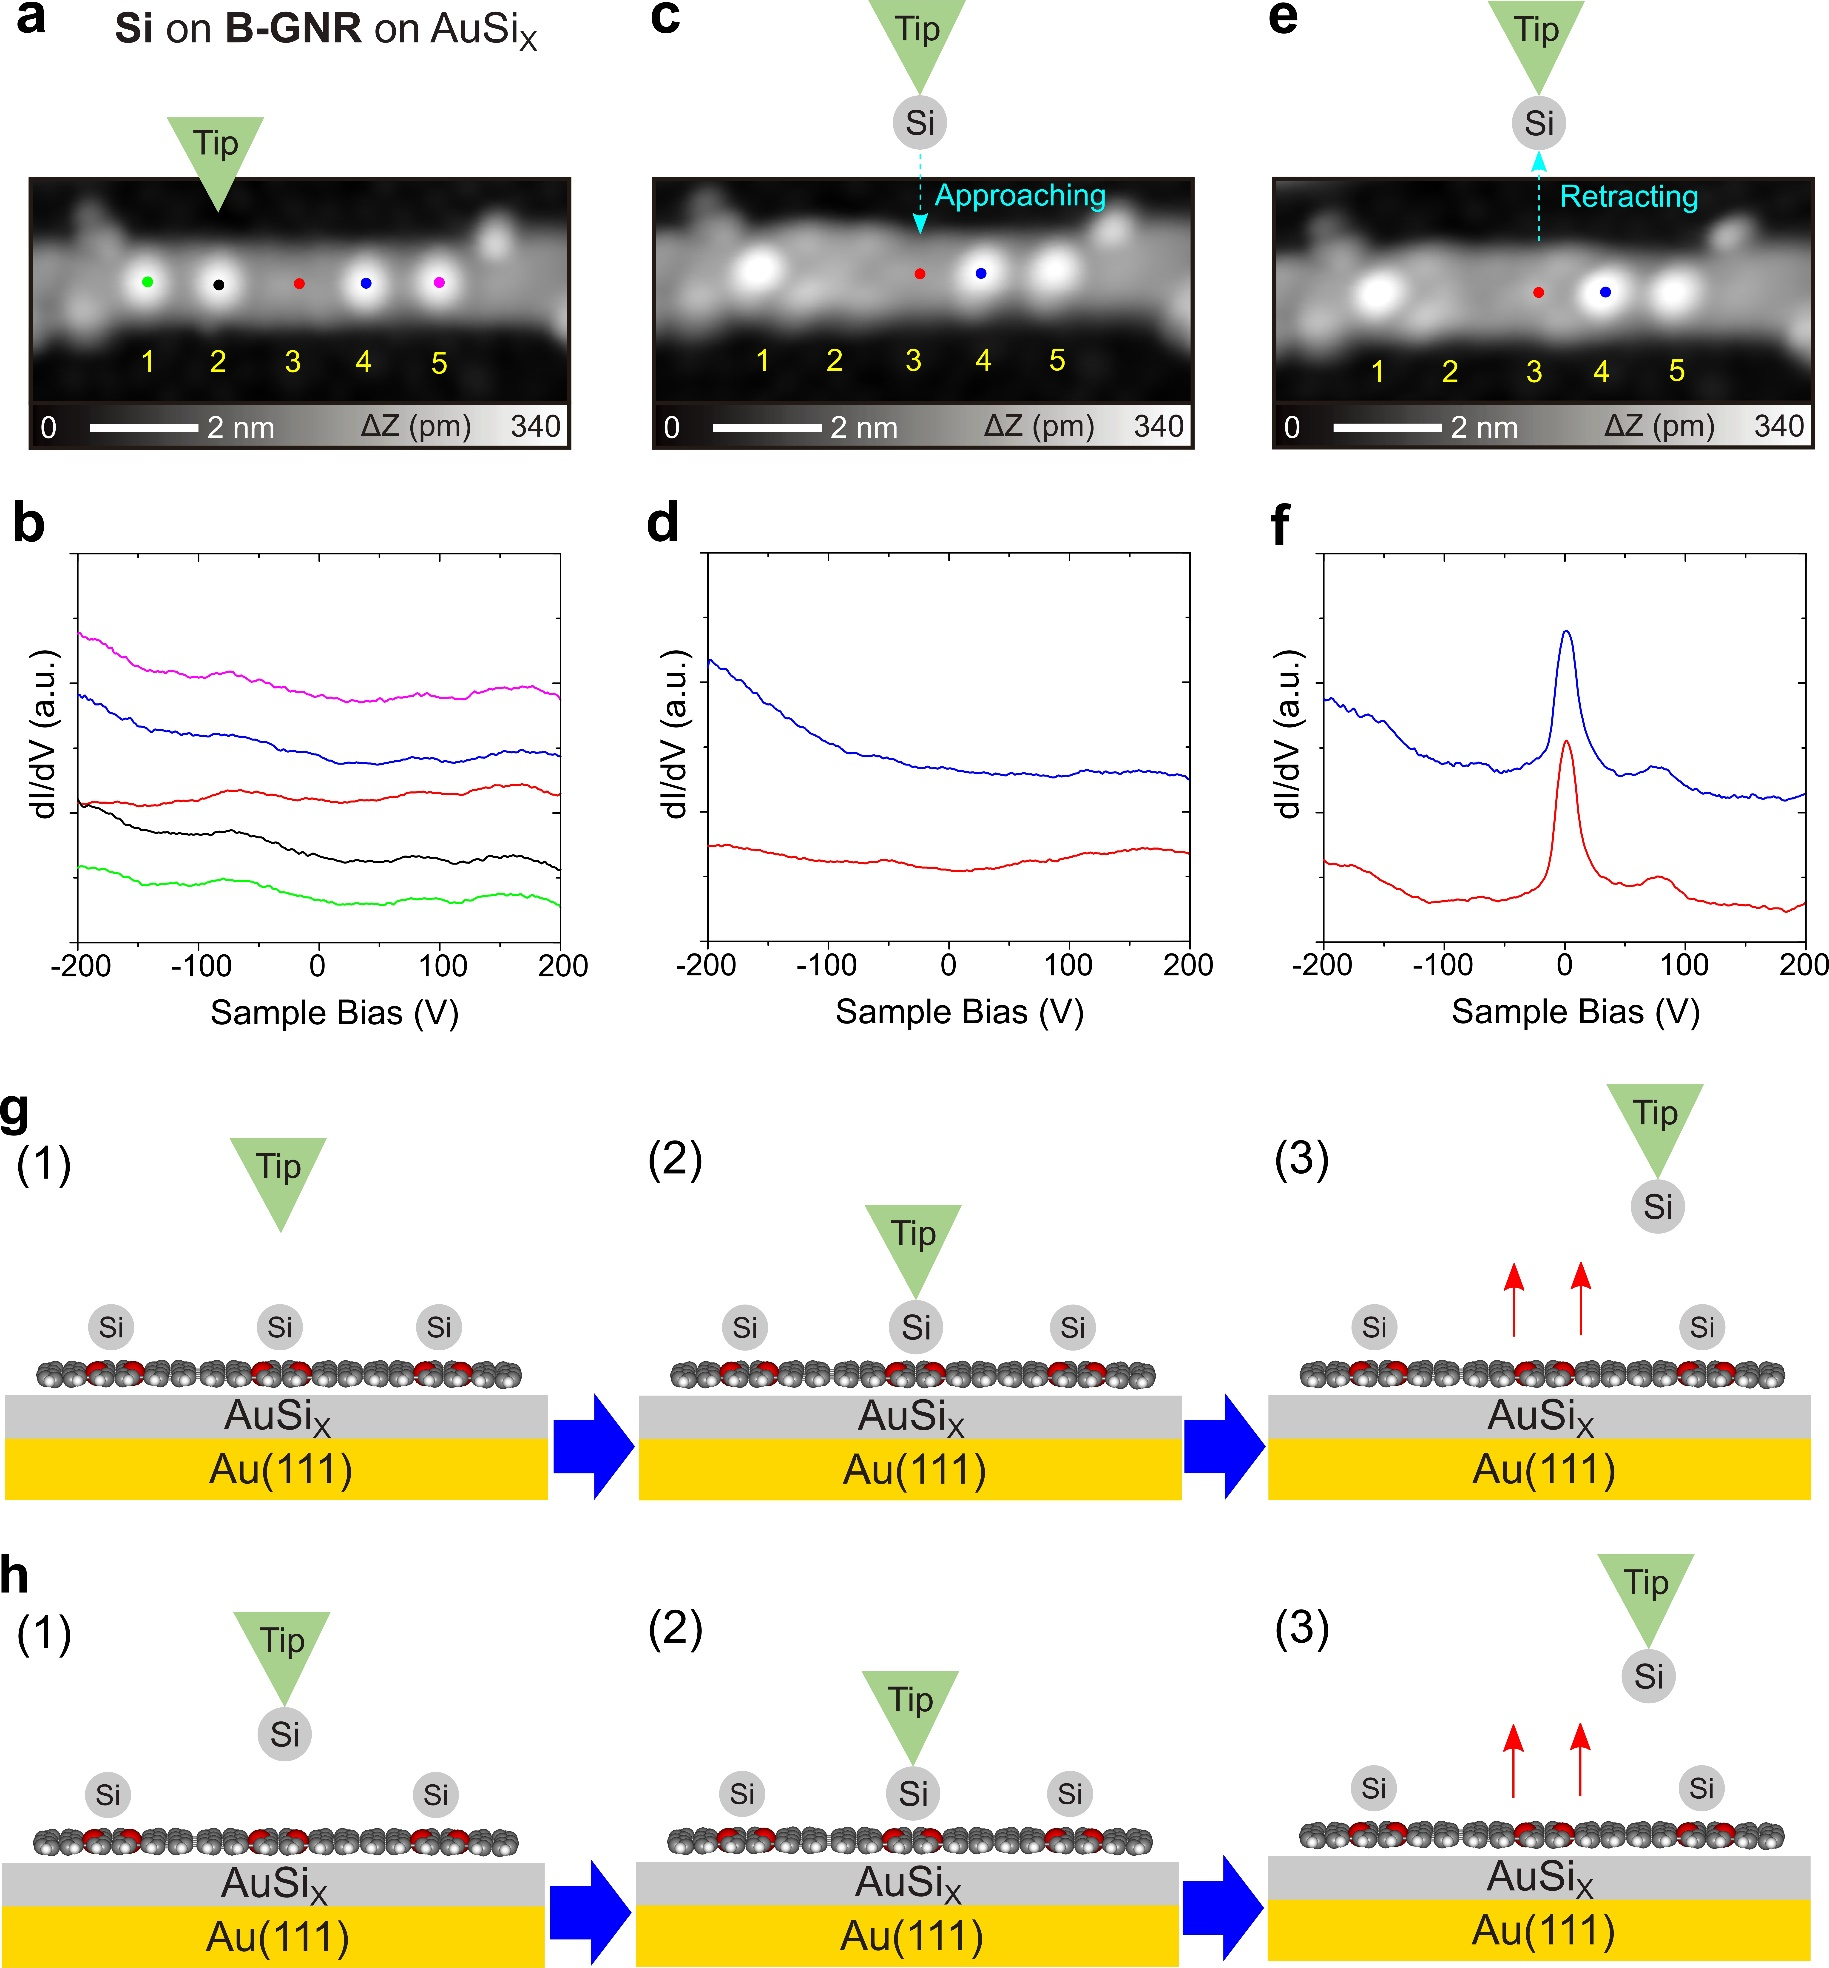 a
Si on B-GNR on AuSiX
Tip
1 2 3 4 5
0 2 nm ΔZ (pm) 340
c
Tip
Si
Approaching
1 2 3 4 5
0 2 nm ΔZ (pm) 340
e
Tip
Si
Retracting
1 2 3 4 5
0 2 nm ΔZ (pm) 340
b
dI/dV (a.u.)
-200 -100 0 100 200
Sample Bias (V)
d
dI/dV (a.u.)
-200 -100 0 100 200
Sample Bias (V)
f
dI/dV (a.u.)
-200 -100 0 100 200
Sample Bias (V)
g
(1)
Tip
Si Si Si
AuSiX
Au(111)
(2)
Tip
Si Si Si
AuSiX
Au(111)
(3)
Tip
Si
Si Si
AuSiX
Au(111)
h
(1)
Tip
Si
Si Si
AuSiX
Au(111)
(2)
Tip
Si Si Si
AuSiX
Au(111)
(3)
Tip
Si
Si Si
AuSiX
Au(111)